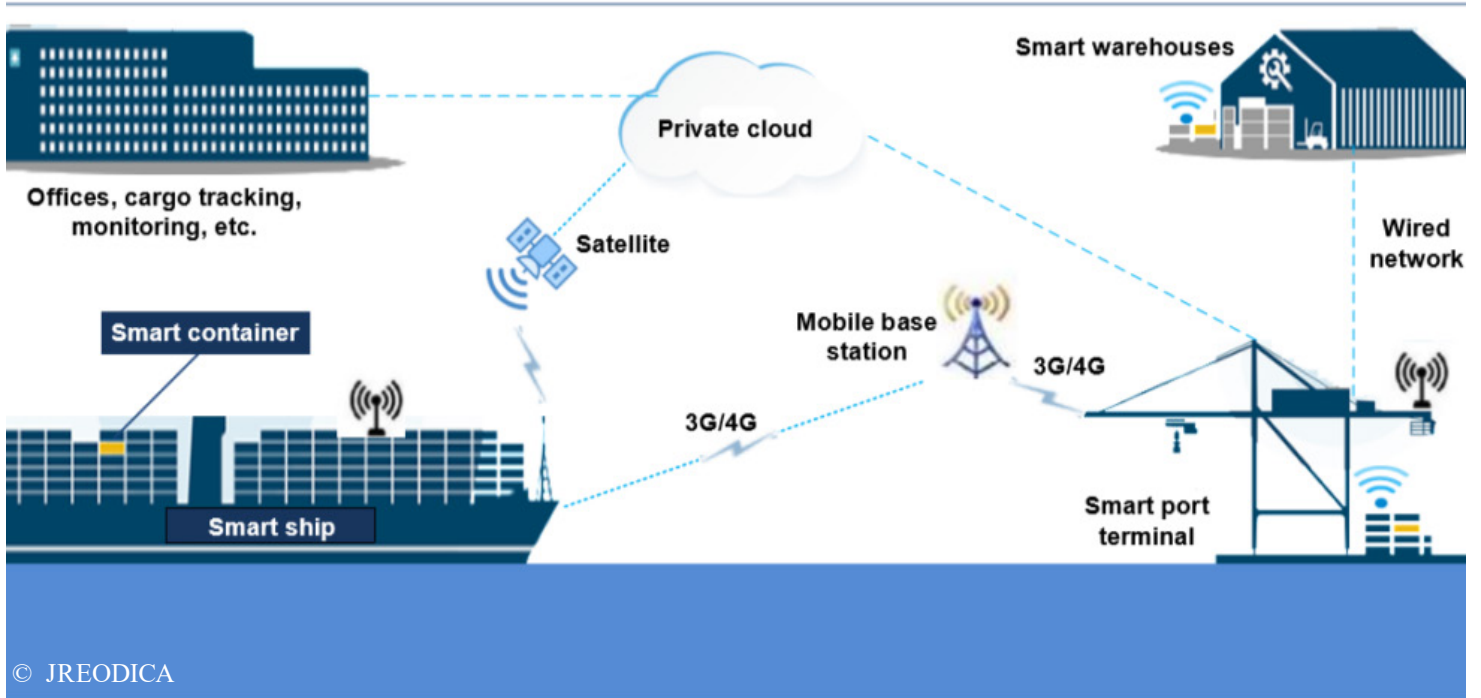 Smart warehouses
Private cloud
Offices, cargo tracking,
monitoring, etc.
Satellite
Wired
network
Smart container
Mobile base
station
3G/4G
3G/4G
Smart ship
Smart port
terminal
© JREODICA